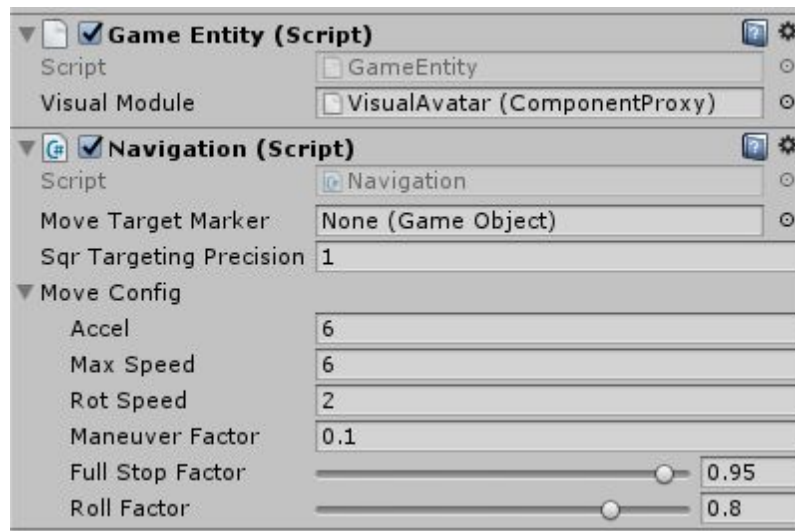 Game Entity (Script)
Script GameEntity
Visual Module VisualAvatar (ComponentProxy)
Navigation (Script)
Script Navigation
Move Target Marker None (Game Object)
Sqr Targeting Precision 1
Move Config
Accel 6
Max Speed 6
Rot Speed 2
Maneuver Factor 0.1
Full Stop Factor 0.95
Roll Factor 0.8